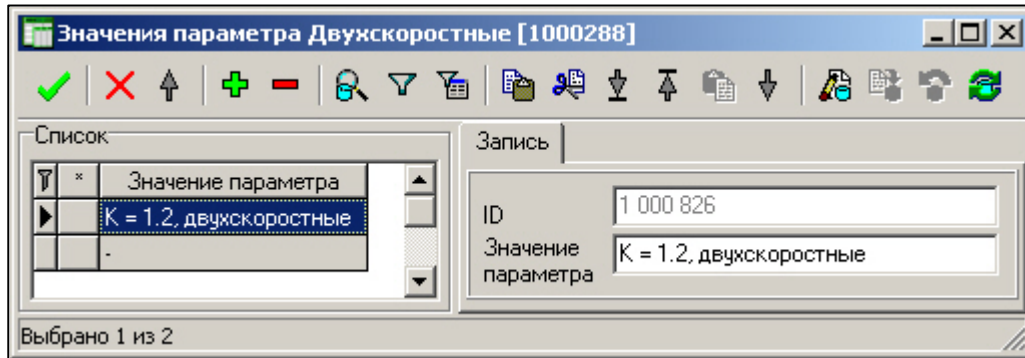 Значения параметра Двухскоростные [1000288]
Список
Запись
* Значение параметра
К = 1.2, двухскоростные
-
ID 1 000 826
Значение
параметра К = 1.2, двухскоростные
Выбрано 1 из 2